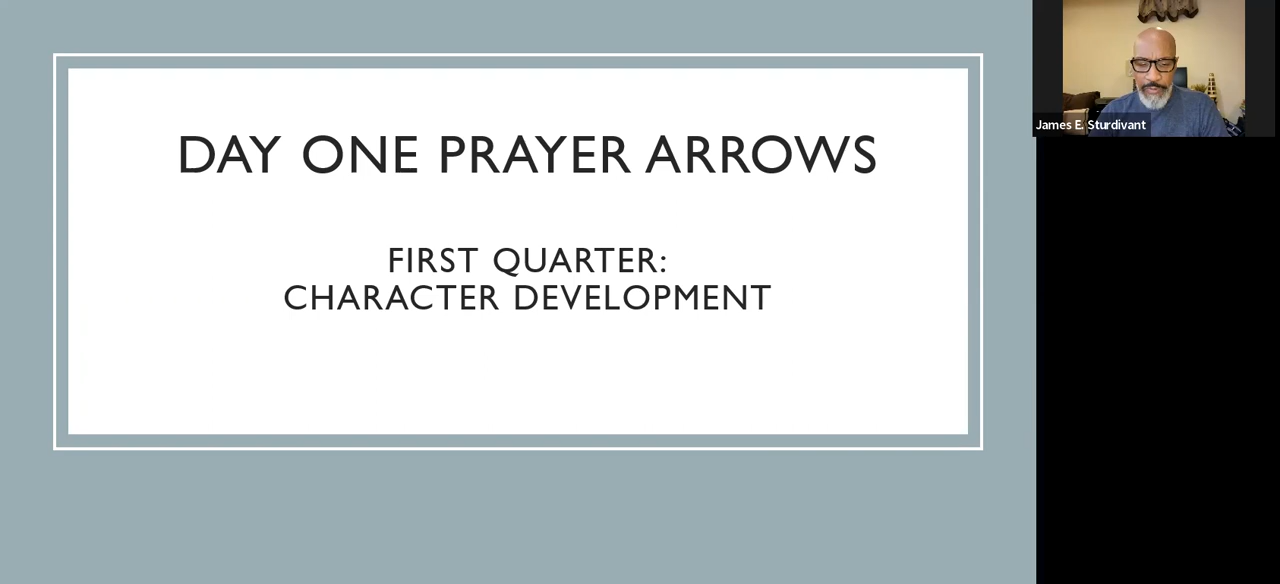 DAY ONE PRAYER ARROWS
FIRST QUARTER:
CHARACTER DEVELOPMENT
James E. Sturdivant